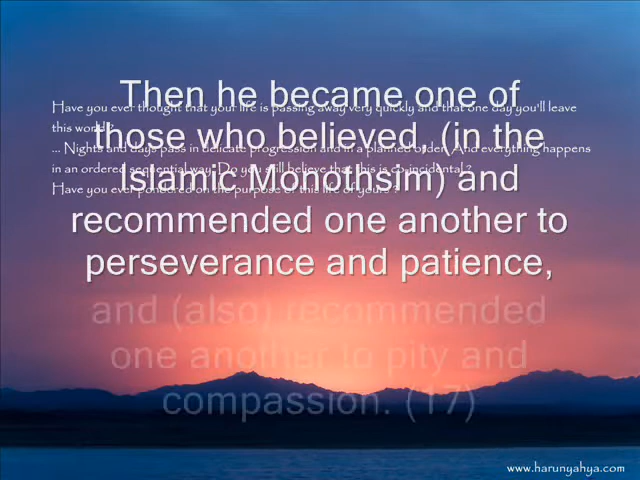 Then he became one of
those who believed, (in the
Islamic Monothsim) and
recommended one another to
perseverance and patience,
and (also) recommended
one another to pity and
compassion. (17)
Have you ever thought that your life is passing away very quickly and that one day you'll leave
this world?
... Nights and days pass in delicate progression and in a planned order. And everything happens
in an ordered sequential way. Do you still believe that this is co-incidental ?
Have you ever pondered on the purpose of this life of yours ?
www.harunyahya.com